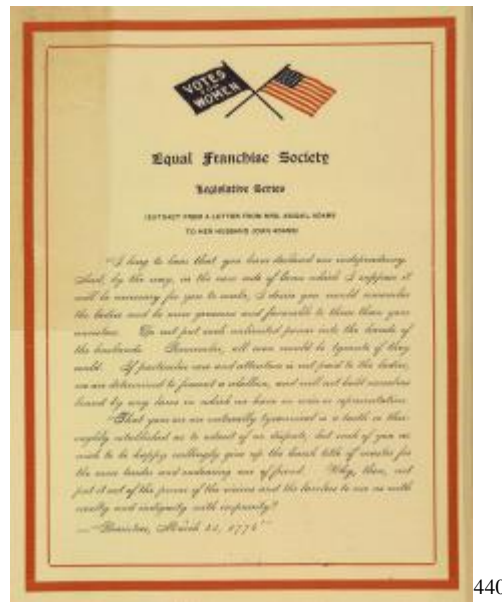 VOTES
FOR
WOMEN
Equal Franchise Society
Legislative Series
(EXTRACT FROM A LETTER FROM MRS. ABIGAIL ADAMS
TO HER HUSBAND JOHN ADAMS)
"I long to hear that you have declared an independency.
And, by the way, in the new code of laws which I suppose it
will be necessary for you to make, I desire you would remember
the ladies and be more generous and favorable to them than your
ancestors. Do not put such unlimited power into the hands of
the husbands. Remember, all men would be tyrants if they
could. If particular care and attention is not paid to the ladies,
we are determined to foment a rebellion, and will not hold ourselves
bound by any laws in which we have no voice or representation.
"That your sex are naturally tyrannical is a truth so thor-
oughly established as to admit of no dispute, but such of you as
wish to be happy willingly give up the harsh title of master for
the more tender and endearing one of friend. Why, then, not
put it out of the power of the vicious and the lawless to use us with
cruelty and indignity with impunity?
— "Braintree, March 31, 1776"
440